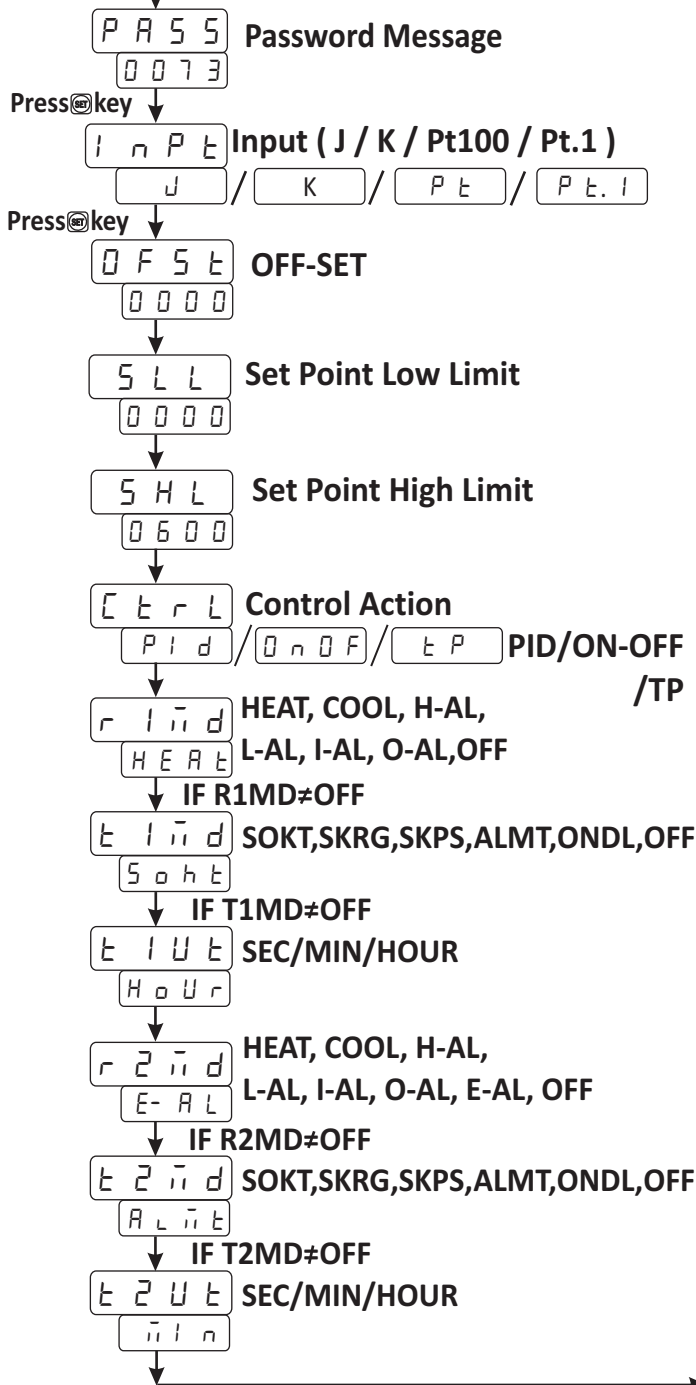 PASS Password Message
0073
Press SET key
InPt Input ( J / K / Pt100 / Pt.1 )
J / K / Pt / Pt.1
Press SET key
OFSt OFF-SET
0000
SLL Set Point Low Limit
0000
SHL Set Point High Limit
0600
CtrL Control Action
PId / OnOF / tP PID/ON-OFF
/TP
r1md HEAT, COOL, H-AL,
HEAt L-AL, I-AL, O-AL,OFF
IF R1MD≠OFF
t1md SOKT,SKRG,SKPS,ALMT,ONDL,OFF
Soht
IF T1MD≠OFF
t1Ut SEC/MIN/HOUR
HoUr
r2md HEAT, COOL, H-AL,
E-AL L-AL, I-AL, O-AL, E-AL, OFF
IF R2MD≠OFF
t2md SOKT,SKRG,SKPS,ALMT,ONDL,OFF
ALmt
IF T2MD≠OFF
t2Ut SEC/MIN/HOUR
mIn